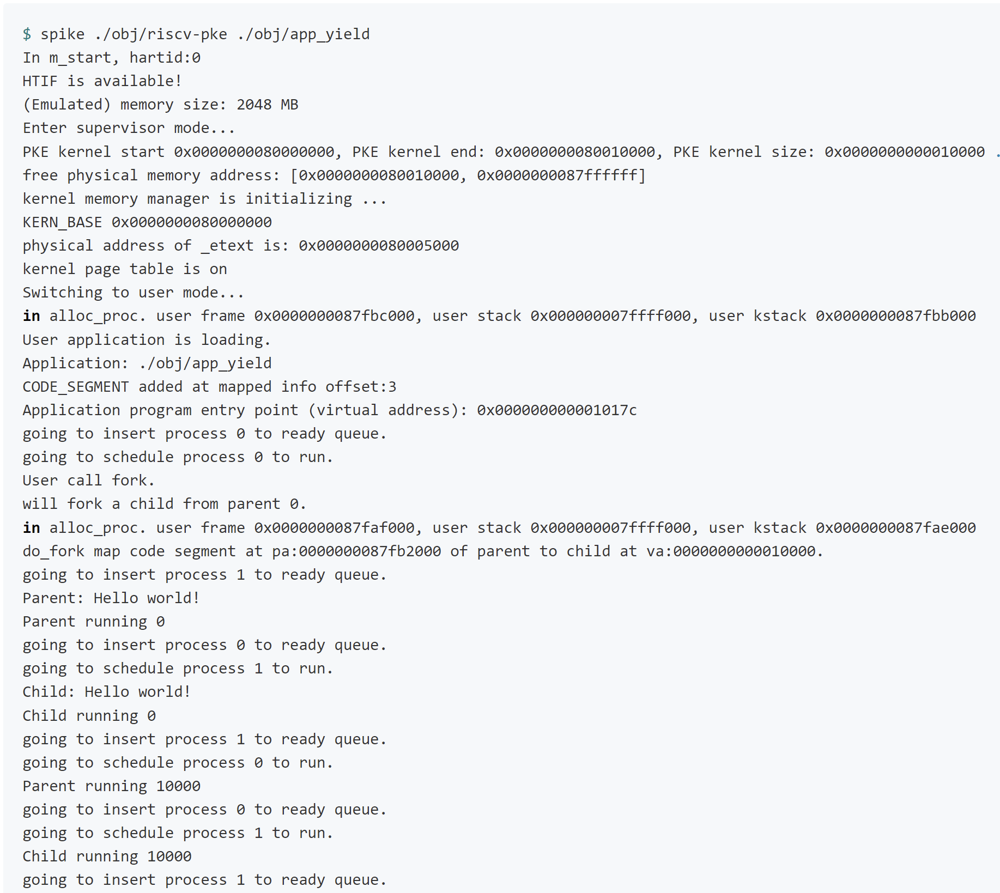 $ spike ./obj/riscv-pke ./obj/app_yield
In m_start, hartid:0
HTIF is available!
(Emulated) memory size: 2048 MB
Enter supervisor mode...
PKE kernel start 0x0000000080000000, PKE kernel end: 0x0000000080010000, PKE kernel size: 0x0000000000010000 .
free physical memory address: [0x0000000080010000, 0x0000000087ffffff]
kernel memory manager is initializing ...
KERN_BASE 0x0000000080000000
physical address of _etext is: 0x0000000080005000
kernel page table is on
Switching to user mode...
in alloc_proc. user frame 0x0000000087fbc000, user stack 0x000000007ffff000, user kstack 0x0000000087fbb000
User application is loading.
Application: ./obj/app_yield
CODE_SEGMENT added at mapped info offset:3
Application program entry point (virtual address): 0x000000000001017c
going to insert process 0 to ready queue.
going to schedule process 0 to run.
User call fork.
will fork a child from parent 0.
in alloc_proc. user frame 0x0000000087faf000, user stack 0x000000007ffff000, user kstack 0x0000000087fae000
do_fork map code segment at pa:0000000087fb2000 of parent to child at va:0000000000010000.
going to insert process 1 to ready queue.
Parent: Hello world!
Parent running 0
going to insert process 0 to ready queue.
going to schedule process 1 to run.
Child: Hello world!
Child running 0
going to insert process 1 to ready queue.
going to schedule process 0 to run.
Parent running 10000
going to insert process 0 to ready queue.
going to schedule process 1 to run.
Child running 10000
going to insert process 1 to ready queue.